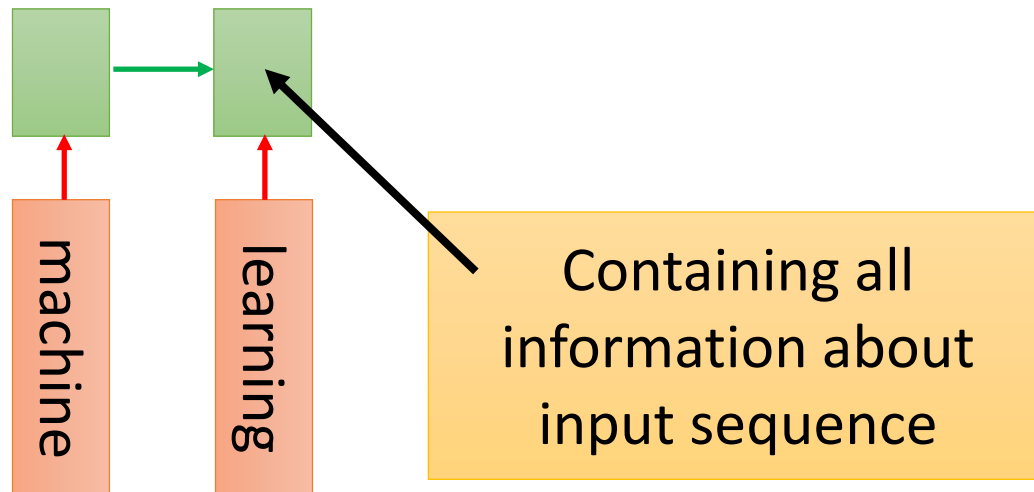 machine
learning
Containing all
information about
input sequence